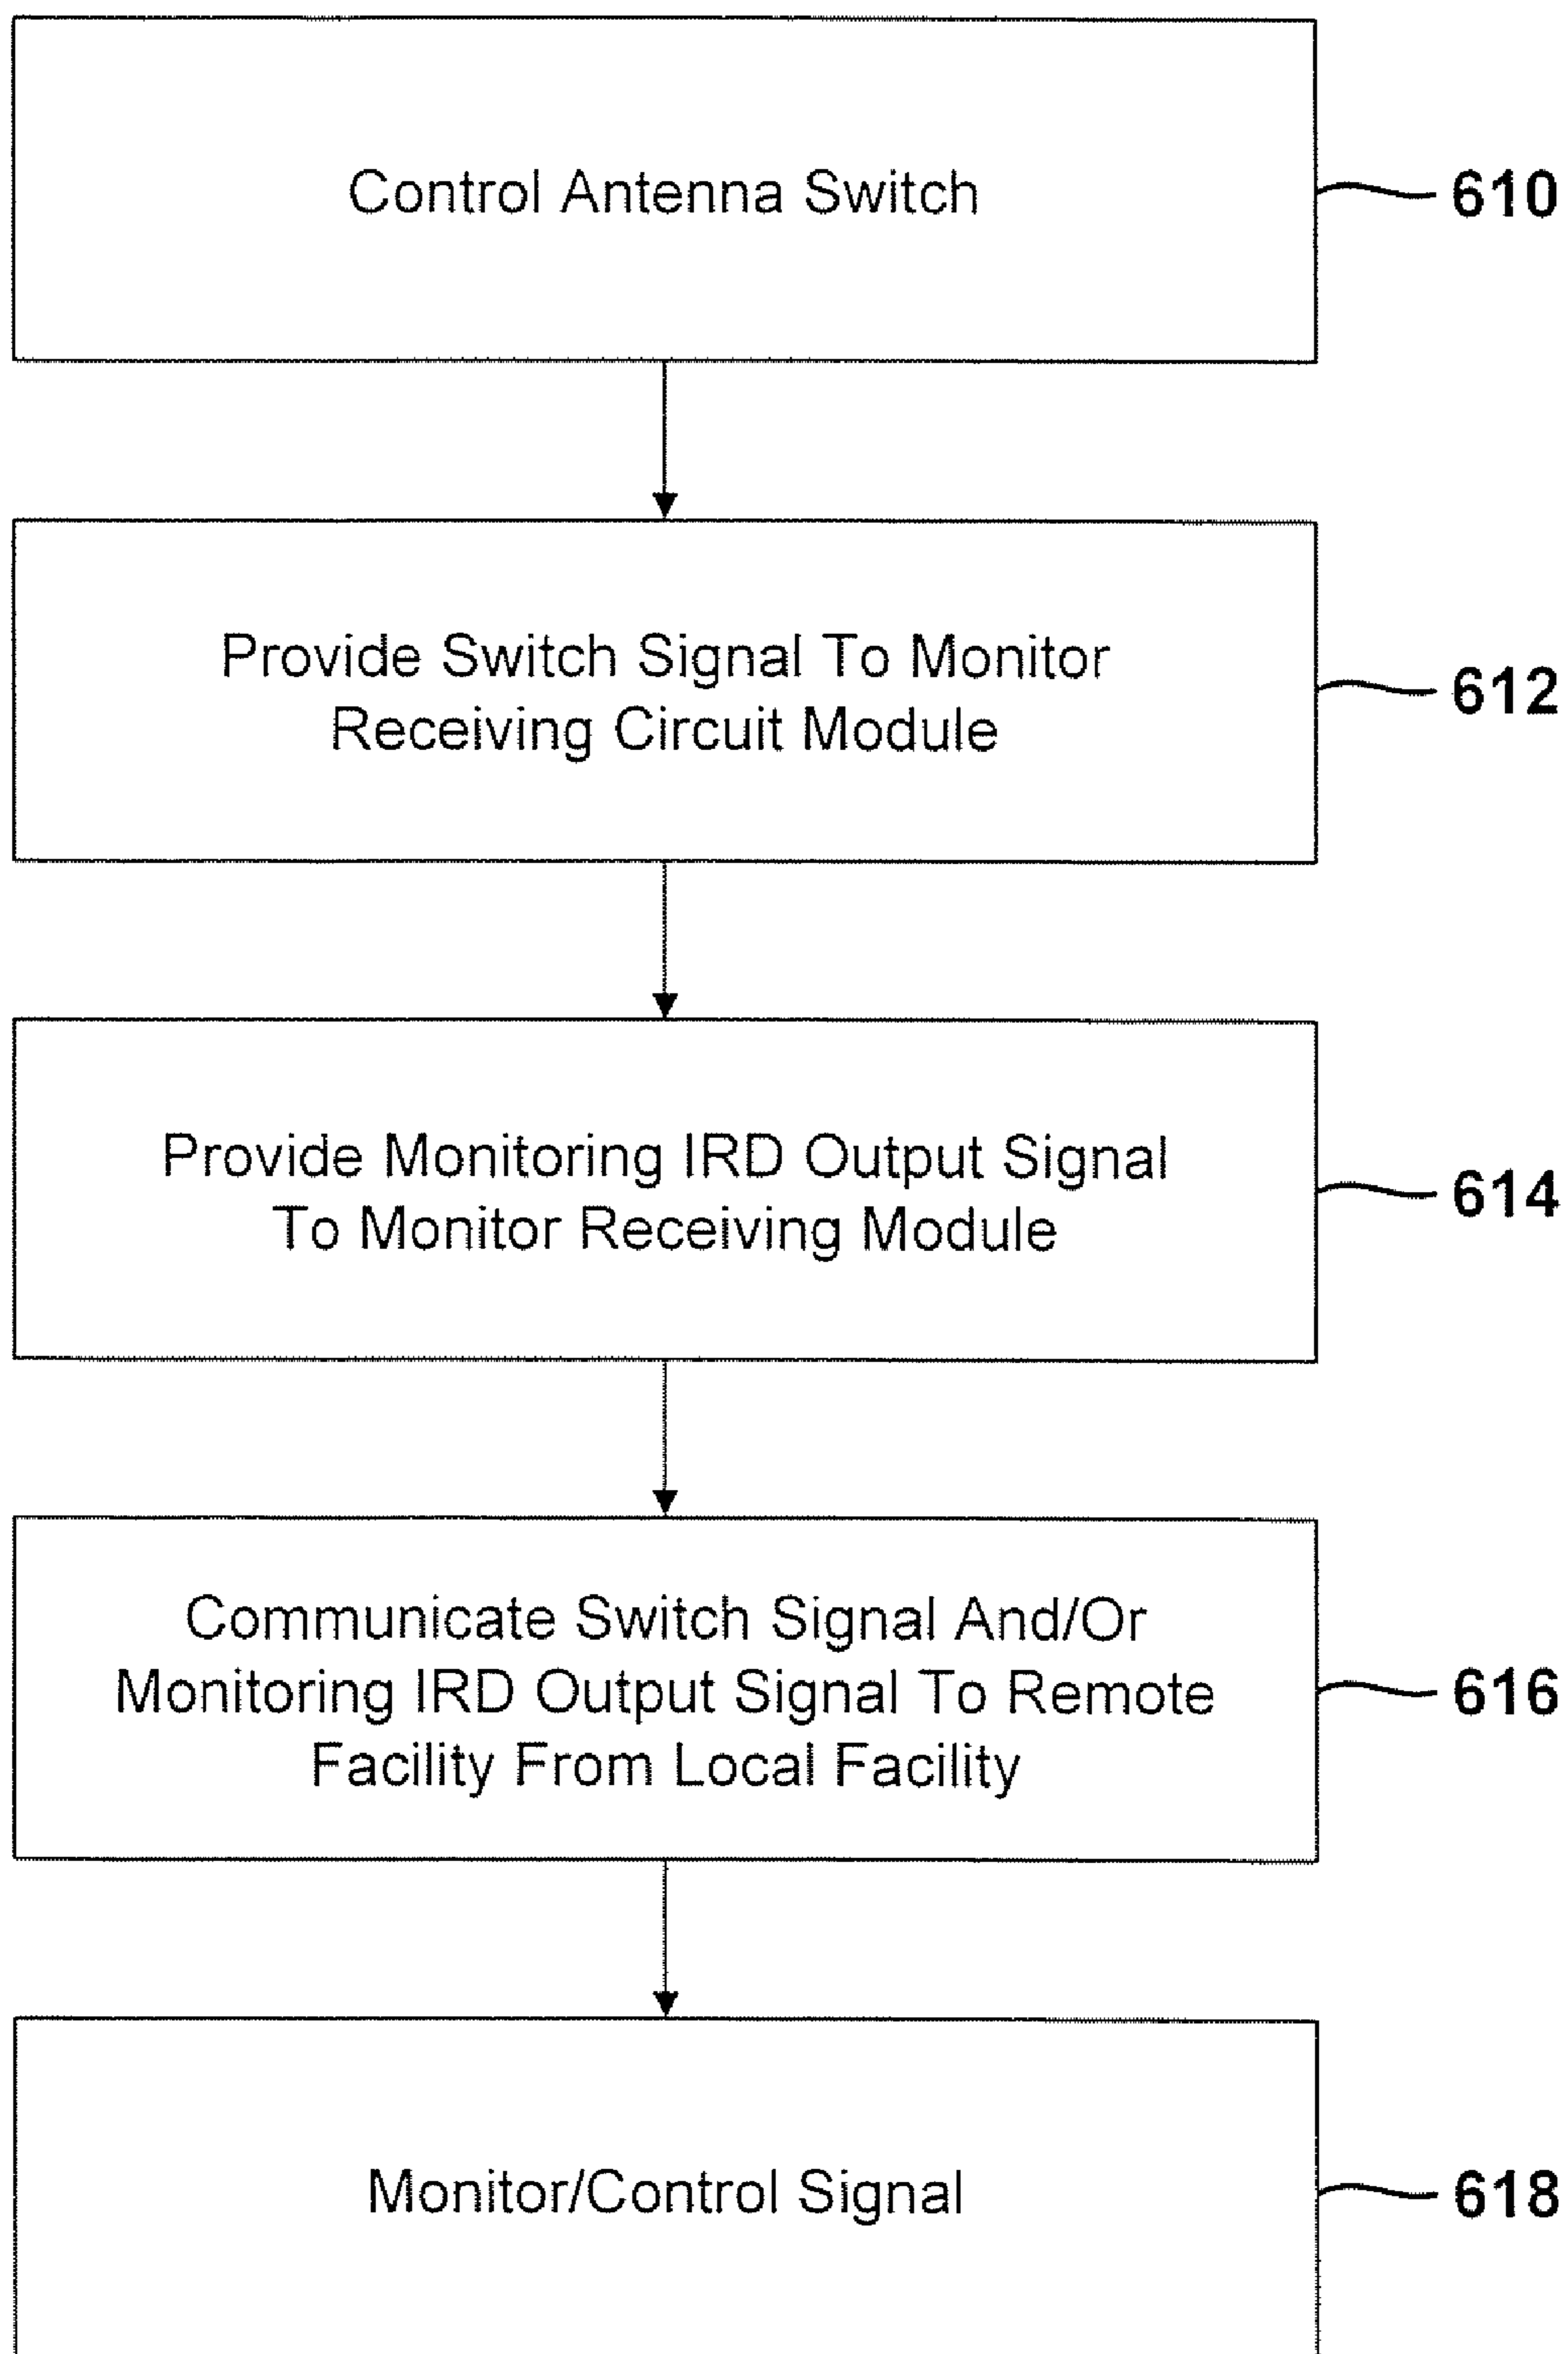 Control Antenna Switch
610
Provide Switch Signal To Monitor
Receiving Circuit Module
612
Provide Monitoring IRD Output Signal
To Monitor Receiving Module
614
Communicate Switch Signal And/Or
Monitoring IRD Output Signal To Remote
Facility From Local Facility
616
Monitor/Control Signal
618